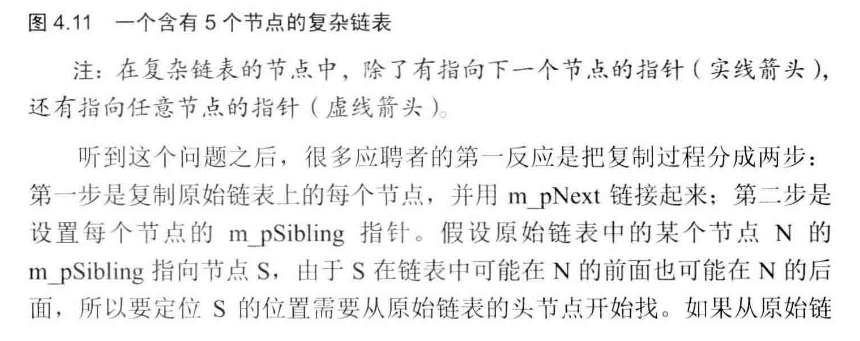 图 4.11 一个含有 5 个节点的复杂链表
注：在复杂链表的节点中，除了有指向下一个节点的指针（实线箭头），
还有指向任意节点的指针（虚线箭头）。
听到这个问题之后，很多应聘者的第一反应是把复制过程分成两步：
第一步是复制原始链表上的每个节点，并用 m_pNext 链接起来；第二步是
设置每个节点的 m_pSibling 指针。假设原始链表中的某个节点 N 的
m_pSibling 指向节点 S，由于 S 在链表中可能在 N 的前面也可能在 N 的后
面，所以要定位 S 的位置需要从原始链表的头节点开始找。如果从原始链